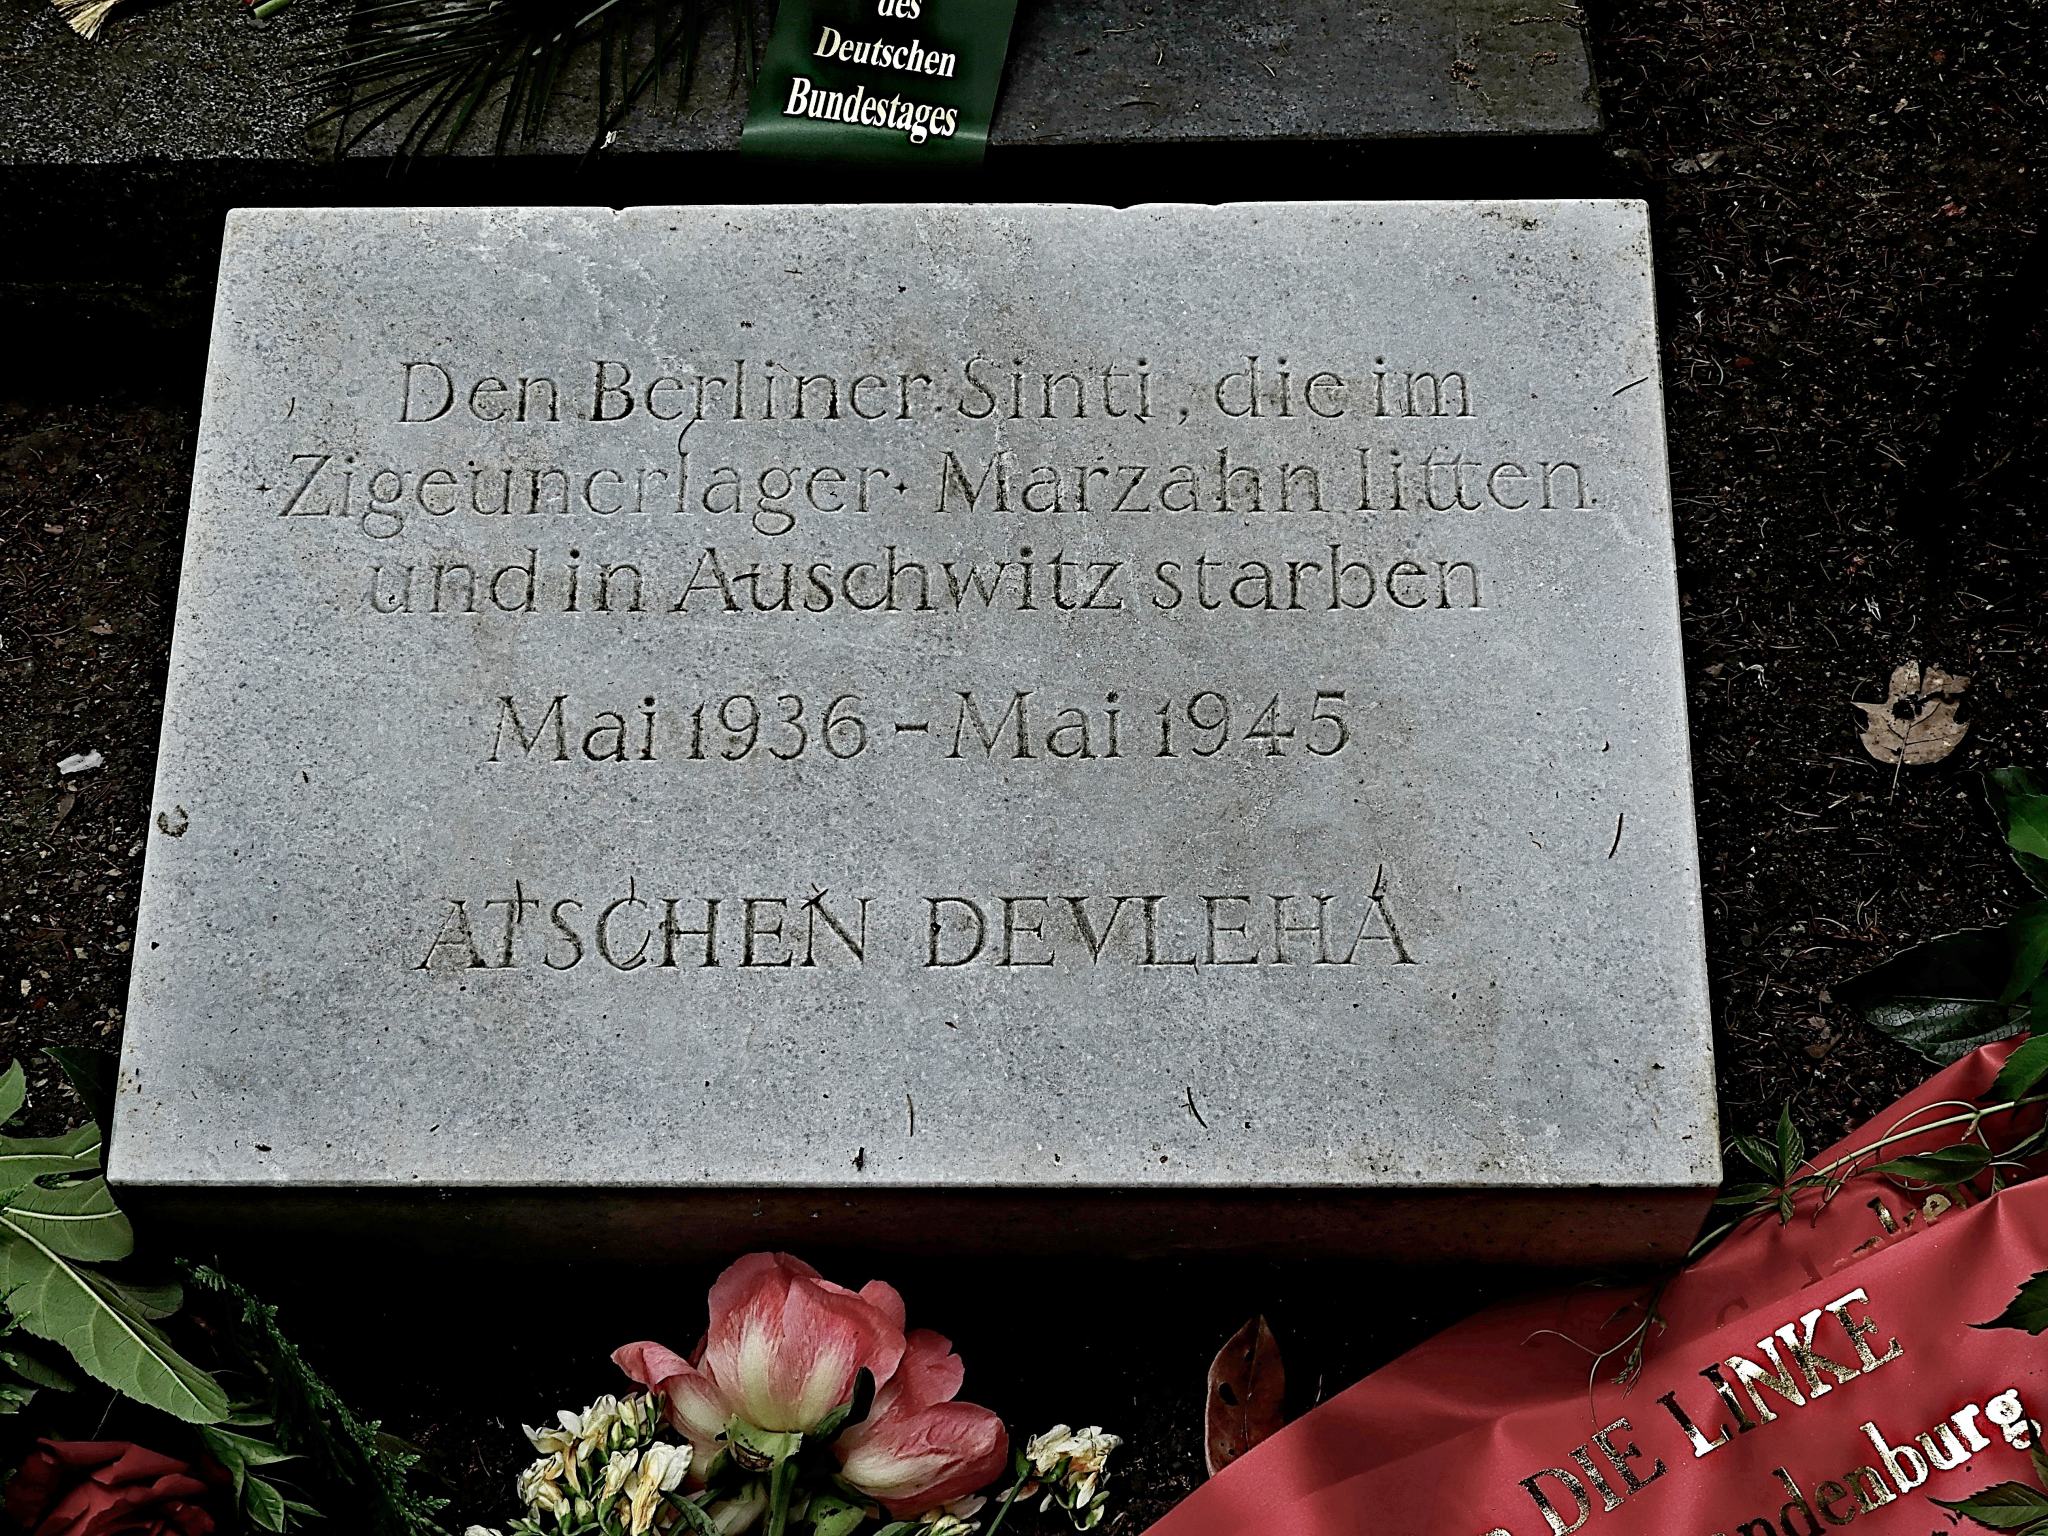 des
Deutschen
Bundestages
Den Berliner Sinti, die im
·Zigeunerlager· Marzahn litten
und in Auschwitz starben
Mai 1936 – Mai 1945
ATSCHEN DEVLEHA
DIE LINKE